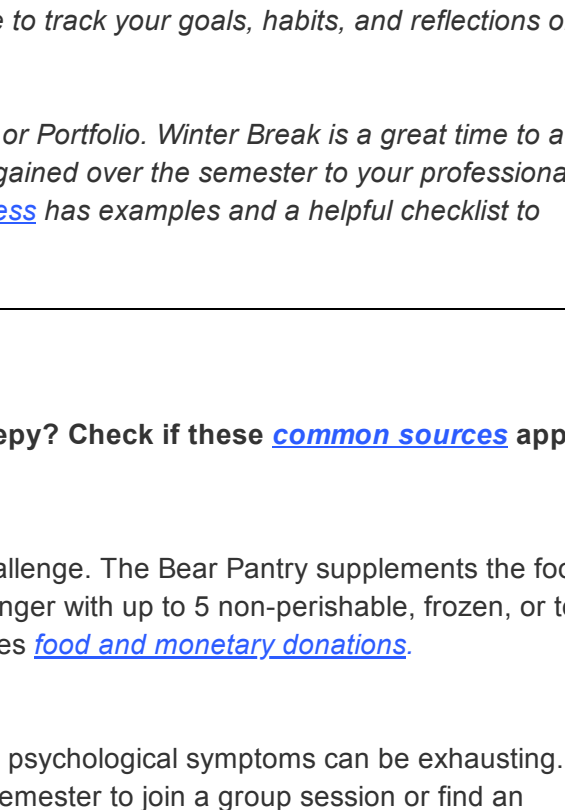 e to track your goals, habits, and reflections o
or Portfolio. Winter Break is a great time to a
gained over the semester to your professiona
ess has examples and a helpful checklist to
epy? Check if these common sources app
allenge. The Bear Pantry supplements the foo
nger with up to 5 non-perishable, frozen, or to
es food and monetary donations.
psychological symptoms can be exhausting.
emester to join a group session or find an